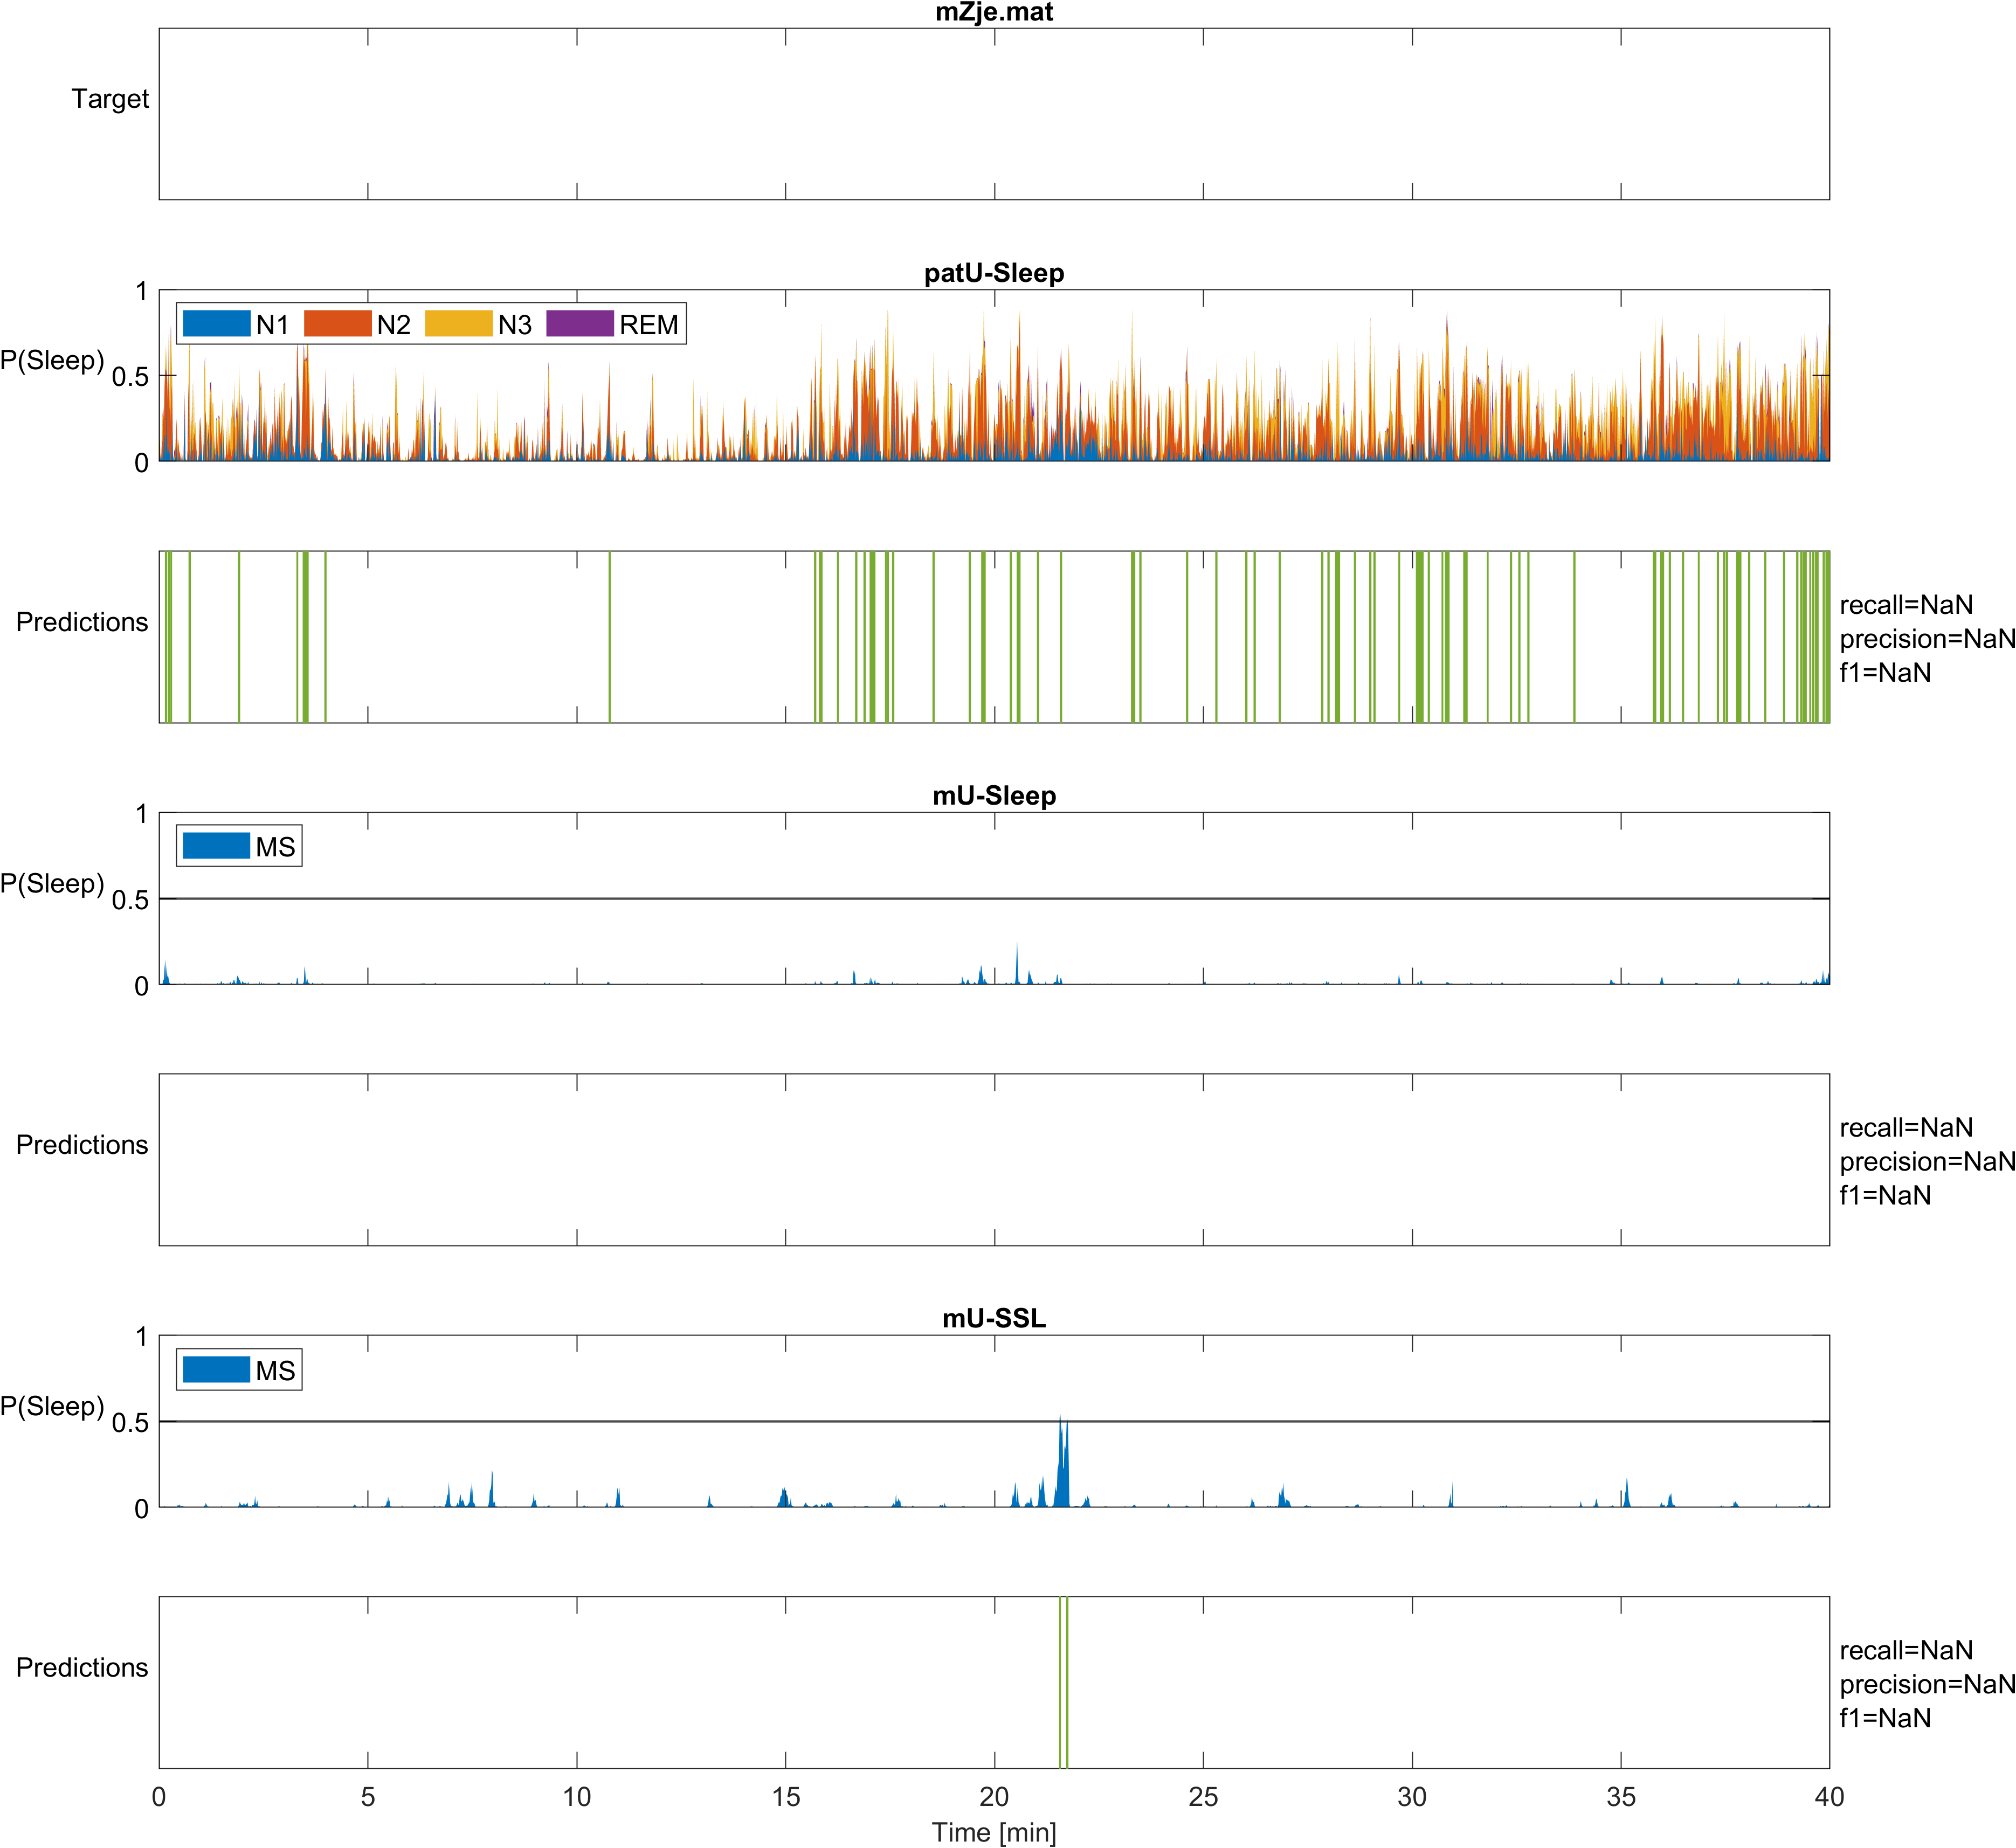 mZje.mat
Target
patU-Sleep
1
N1 N2 N3 REM
P(Sleep)
0.5
0
Predictions
recall=NaN
precision=NaN
f1=NaN
mU-Sleep
1
MS
P(Sleep)
0.5
0
Predictions
recall=NaN
precision=NaN
f1=NaN
mU-SSL
1
MS
P(Sleep)
0.5
0
Predictions
recall=NaN
precision=NaN
f1=NaN
0 5 10 15 20 25 30 35 40
Time [min]